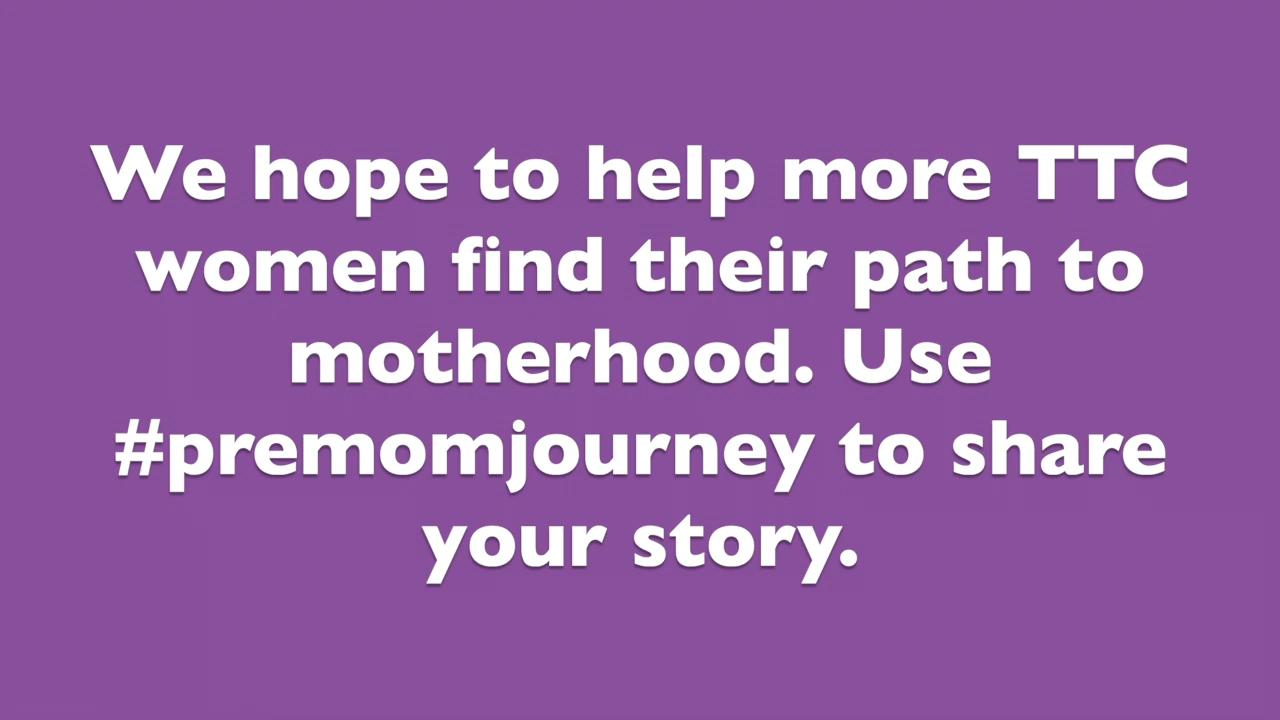 We hope to help more TTC
women find their path to
motherhood. Use
#premomjourney to share
your story.